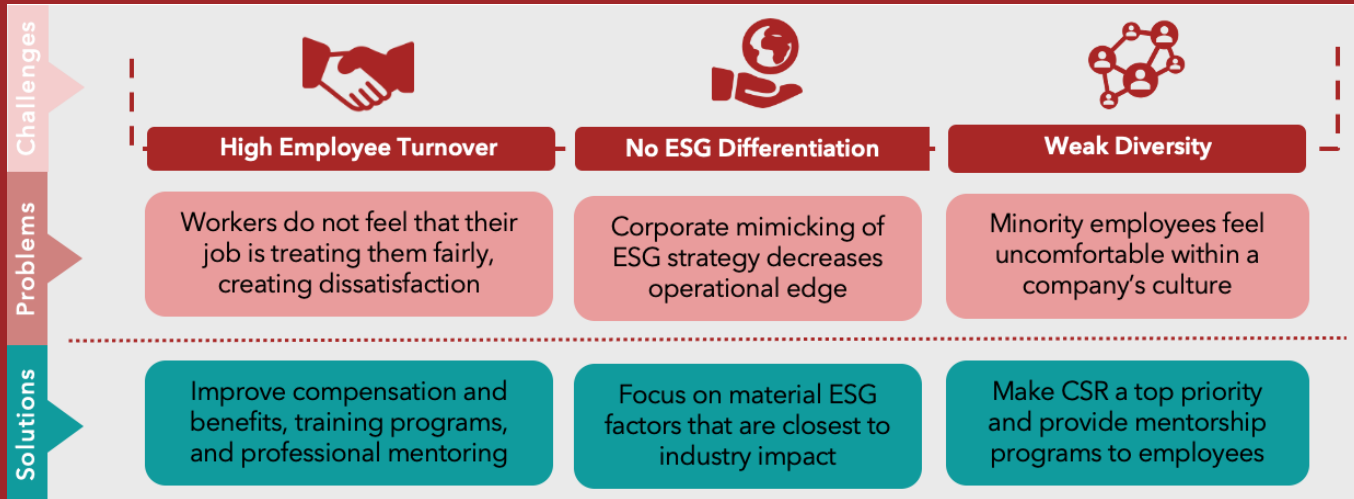 Challenges
High Employee Turnover
No ESG Differentiation
Weak Diversity
Problems
Workers do not feel that their
job is treating them fairly,
creating dissatisfaction
Corporate mimicking of
ESG strategy decreases
operational edge
Minority employees feel
uncomfortable within a
company’s culture
Solutions
Improve compensation and
benefits, training programs,
and professional mentoring
Focus on material ESG
factors that are closest to
industry impact
Make CSR a top priority
and provide mentorship
programs to employees